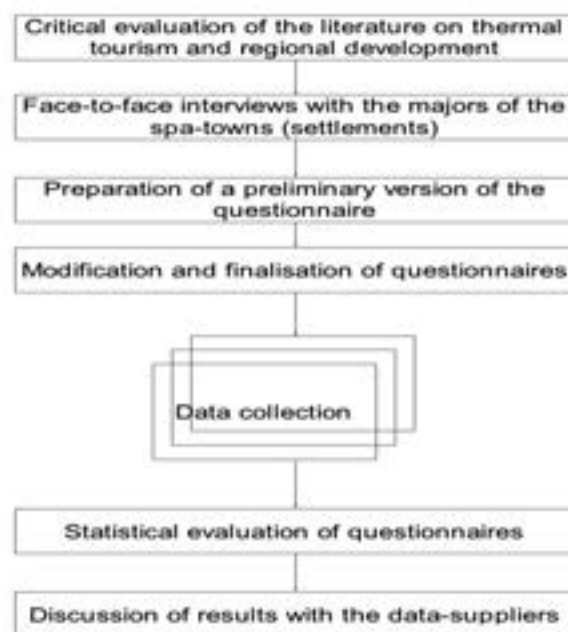 Critical evaluation of the literature on thermal
tourism and regional development
Face-to-face interviews with the majors of the
spa-towns (settlements)
Preparation of a preliminary version of the
questionnaire
Modification and finalisation of questionnaires
Data collection
Statistical evaluation of questionnaires
Discussion of results with the data-suppliers